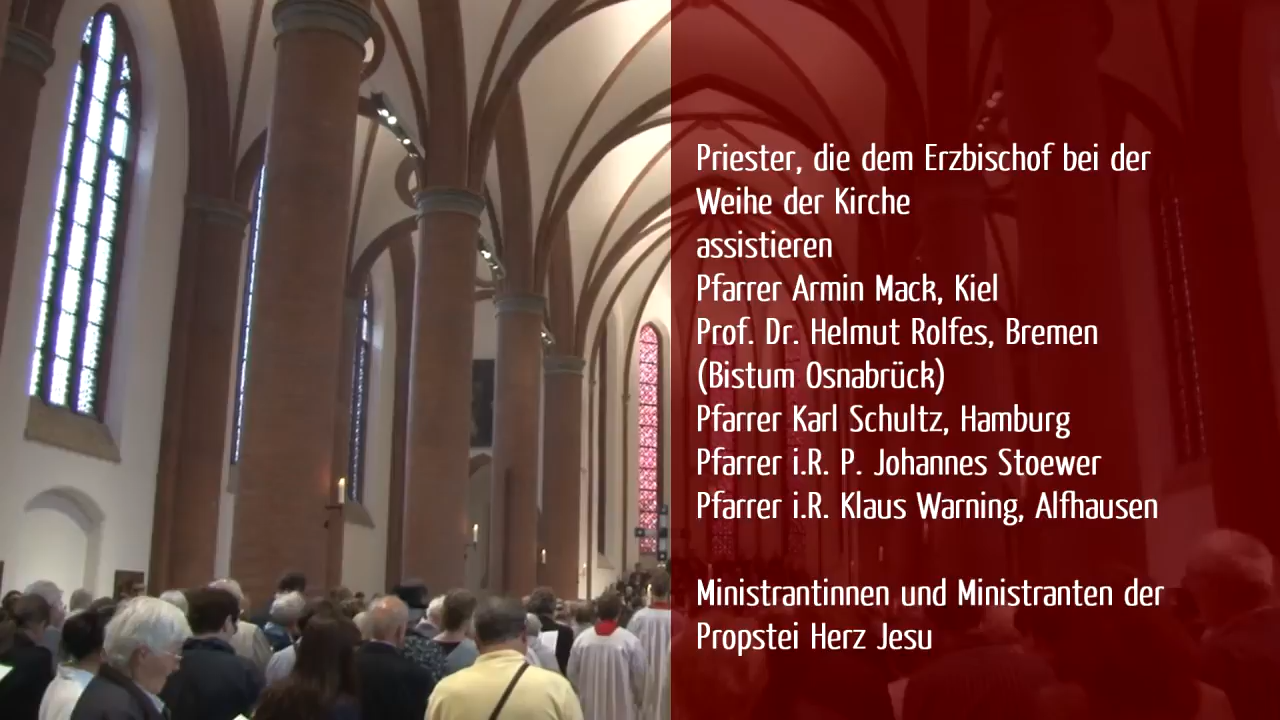 Priester, die dem Erzbischof bei der
Weihe der Kirche
assistieren
Pfarrer Armin Mack, Kiel
Prof. Dr. Helmut Rolfes, Bremen
(Bistum Osnabrück)
Pfarrer Karl Schultz, Hamburg
Pfarrer i.R. P. Johannes Stoewer
Pfarrer i.R. Klaus Warning, Alfhausen
Ministrantinnen und Ministranten der
Propstei Herz Jesu